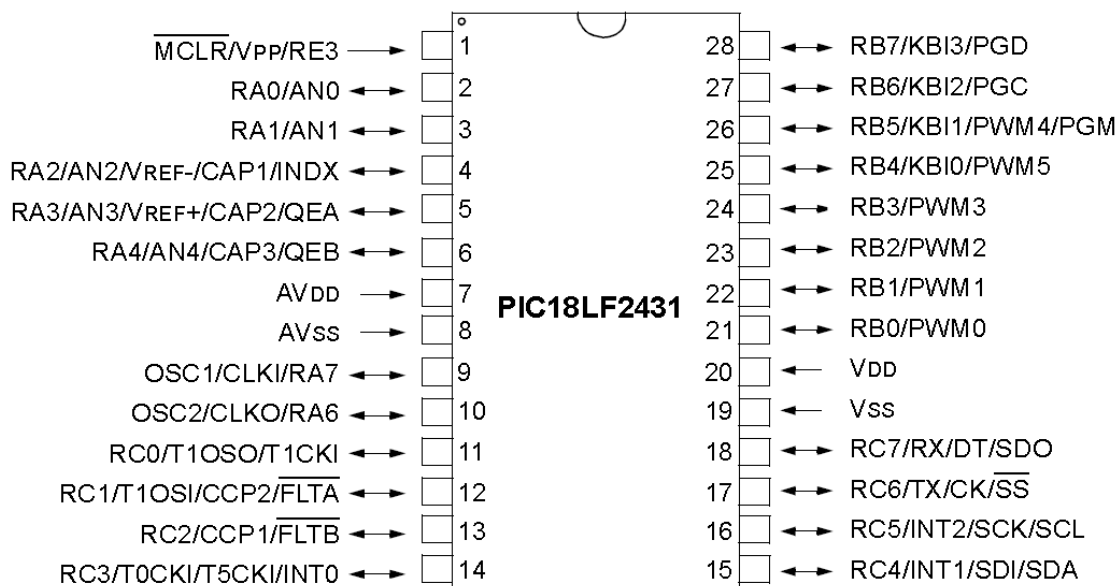 MCLR/VPP/RE3 1 28 RB7/KBI3/PGD
RA0/AN0 2 27 RB6/KBI2/PGC
RA1/AN1 3 26 RB5/KBI1/PWM4/PGM
RA2/AN2/VREF-/CAP1/INDX 4 25 RB4/KBI0/PWM5
RA3/AN3/VREF+/CAP2/QEA 5 24 RB3/PWM3
RA4/AN4/CAP3/QEB 6 23 RB2/PWM2
AVDD 7 22 RB1/PWM1
PIC18LF2431
AVSS 8 21 RB0/PWM0
OSC1/CLKI/RA7 9 20 VDD
OSC2/CLKO/RA6 10 19 VSS
RC0/T1OSO/T1CKI 11 18 RC7/RX/DT/SDO
RC1/T1OSI/CCP2/FLTA 12 17 RC6/TX/CK/SS
RC2/CCP1/FLTB 13 16 RC5/INT2/SCK/SCL
RC3/T0CKI/T5CKI/INT0 14 15 RC4/INT1/SDI/SDA